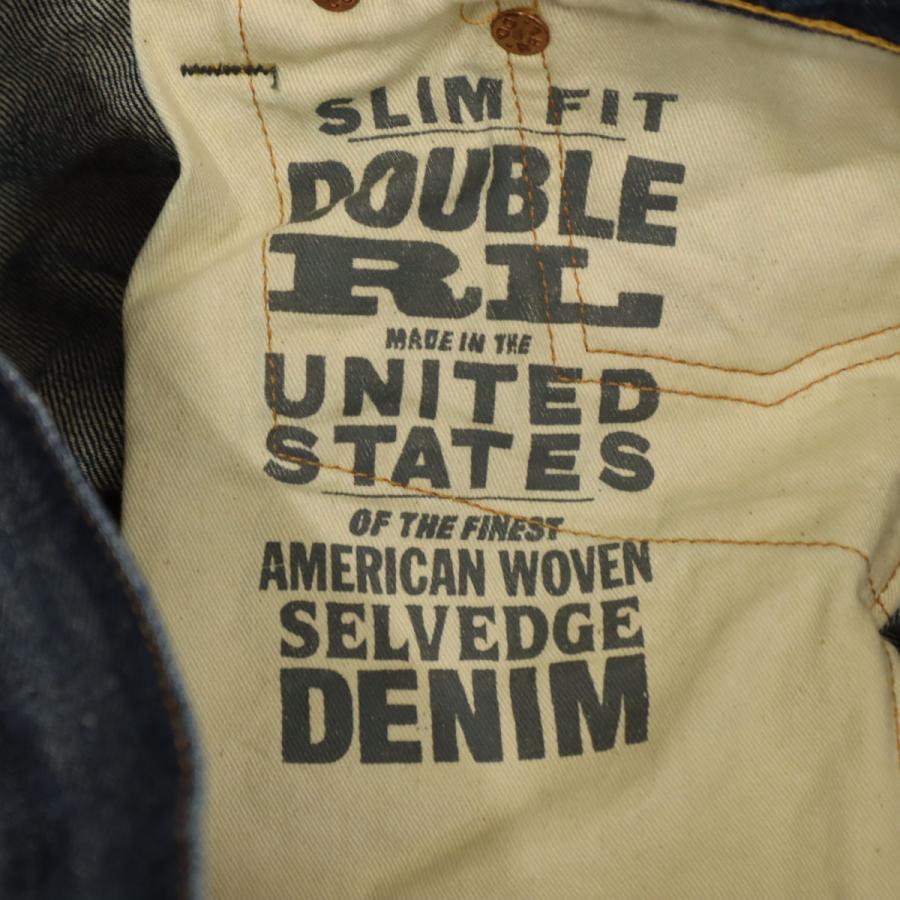 SLIM FIT
DOUBLE
RL
MADE IN THE
UNITED
STATES
OF THE FINEST
AMERICAN WOVEN
SELVEDGE
DENIM